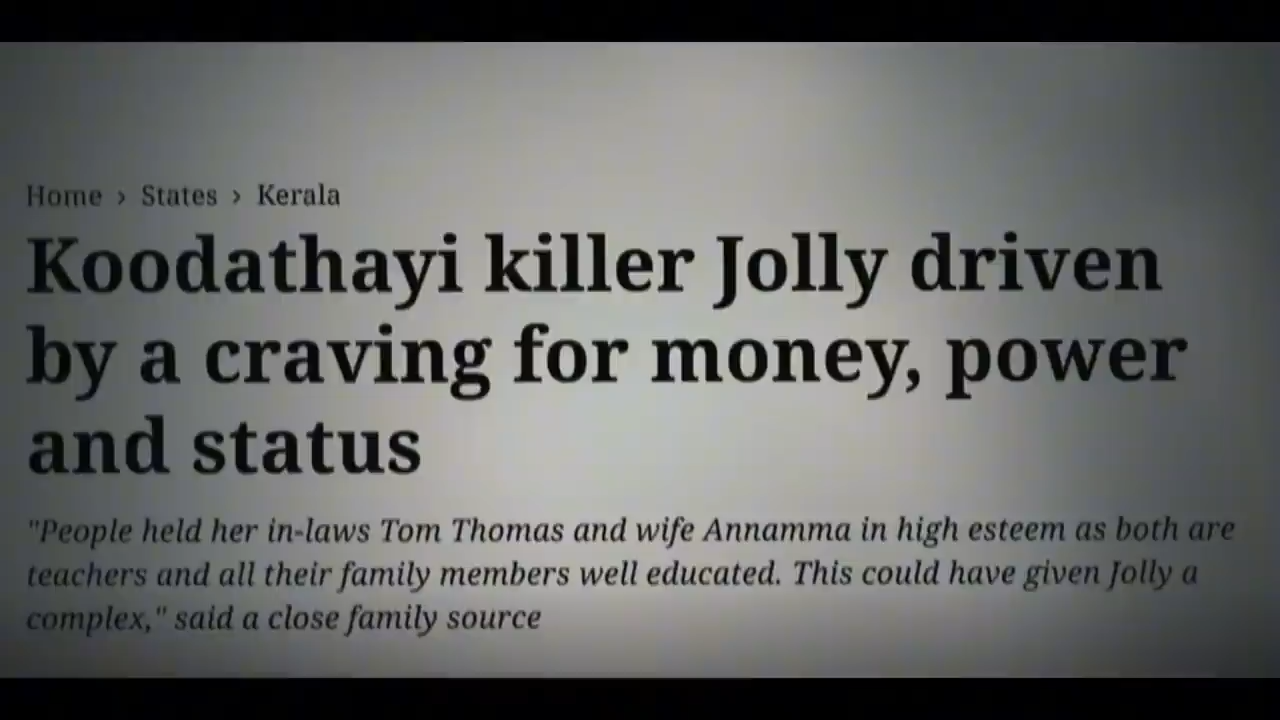 Home › States › Kerala
Koodathayi killer Jolly driven
by a craving for money, power
and status
"People held her in-laws Tom Thomas and wife Annamma in high esteem as both are
teachers and all their family members well educated. This could have given Jolly a
complex," said a close family source